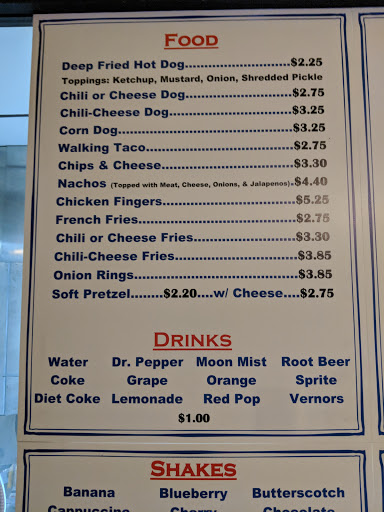 FOOD
Deep Fried Hot Dog..............................$2.25
Toppings: Ketchup, Mustard, Onion, Shredded Pickle
Chili or Cheese Dog..............................$2.75
Chili-Cheese Dog..................................$3.25
Corn Dog..............................................$3.25
Walking Taco........................................$2.75
Chips & Cheese....................................$3.30
Nachos (Topped with Meat, Cheese, Onions, & Jalapenos).$4.40
Chicken Fingers....................................$5.25
French Fries.........................................$2.75
Chili or Cheese Fries............................$3.30
Chili-Cheese Fries................................$3.85
Onion Rings..........................................$3.85
Soft Pretzel........$2.20....w/ Cheese....$2.75
DRINKS
Water Dr. Pepper Moon Mist Root Beer
Coke Grape Orange Sprite
Diet Coke Lemonade Red Pop Vernors
$1.00
SHAKES
Banana Blueberry Butterscotch
Cappuccino Cherry Chocolate